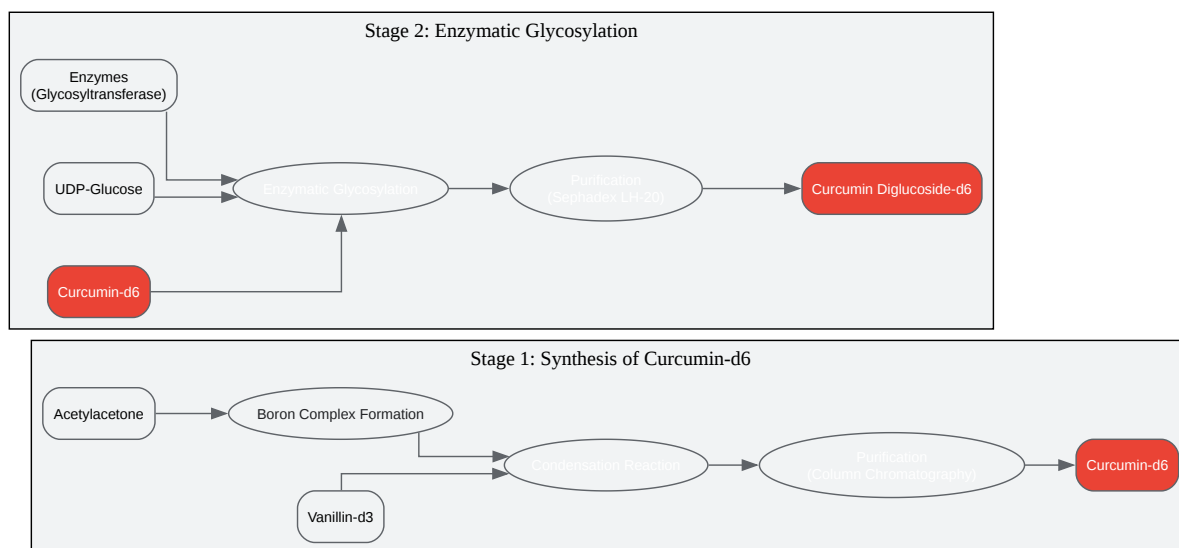 Stage 2: Enzymatic Glycosylation
Enzymes
(Glycosyltransferase)
UDP-Glucose
Enzymatic Glycosylation
Purification
(Sephadex LH-20)
Curcumin Diglucoside-d6
Curcumin-d6
Stage 1: Synthesis of Curcumin-d6
Acetylacetone
Boron Complex Formation
Condensation Reaction
Purification
(Column Chromatography)
Curcumin-d6
Vanillin-d3